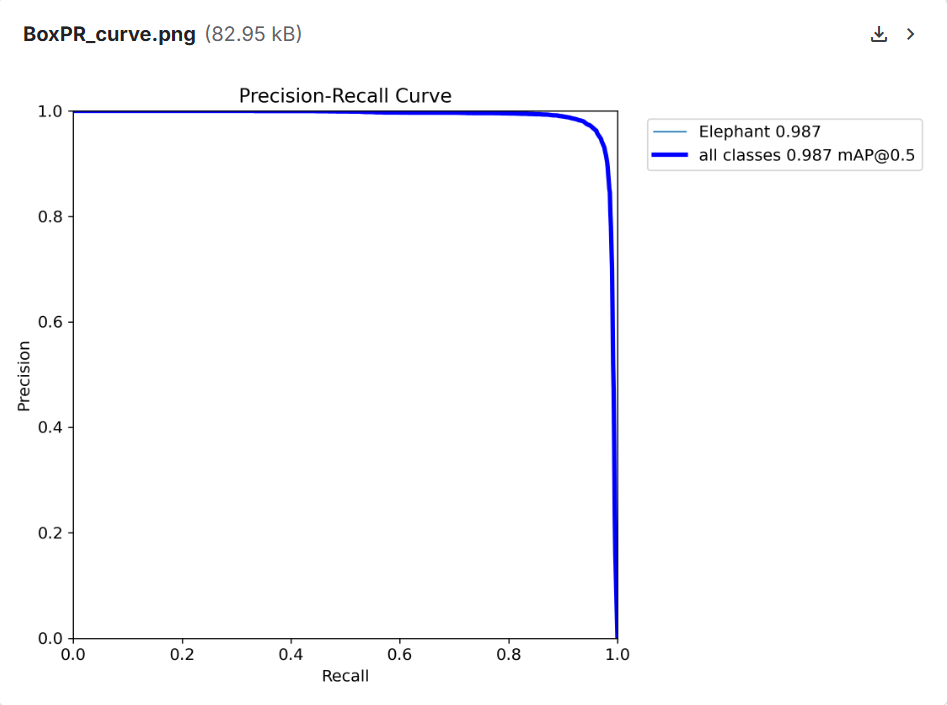 BoxPR_curve.png (82.95 kB)
Precision-Recall Curve
Elephant 0.987
all classes 0.987 mAP@0.5
Precision
1.0
0.8
0.6
0.4
0.2
0.0
0.0 0.2 0.4 0.6 0.8 1.0
Recall